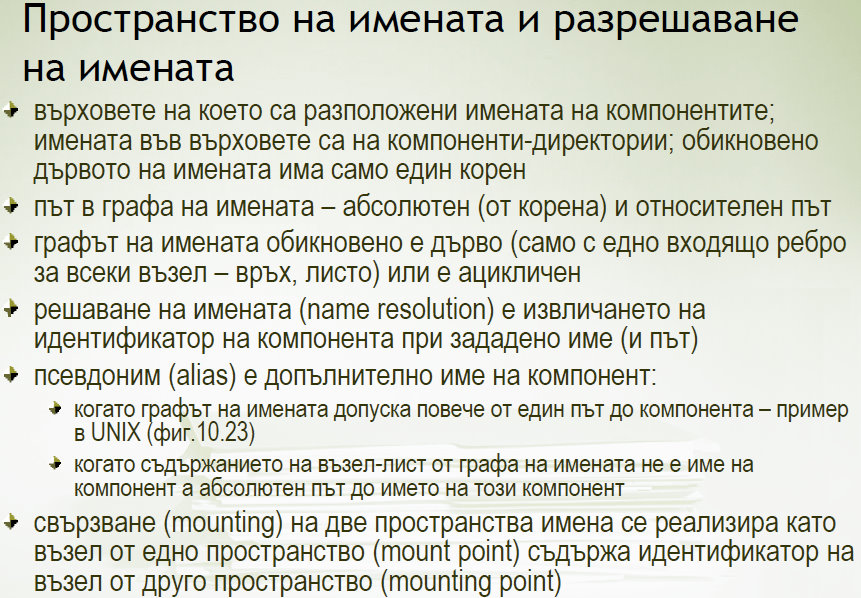 Пространство на имената и разрешаване
на имената
върховете на което са разположени имената на компонентите;
имената във върховете са на компоненти-директории; обикновено
дървото на имената има само един корен
път в графа на имената – абсолютен (от корена) и относителен път
графът на имената обикновено е дърво (само с едно входящо ребро
за всеки възел – връх, листо) или е ацикличен
решаване на имената (name resolution) е извличането на
идентификатор на компонента при зададено име (и път)
псевдоним (alias) е допълнително име на компонент:
когато графът на имената допуска повече от един път до компонента – пример
в UNIX (фиг.10.23)
когато съдържанието на възел-лист от графа на имената не е име на
компонент а абсолютен път до името на този компонент
свързване (mounting) на две пространства имена се реализира като
възел от едно пространство (mount point) съдържа идентификатор на
възел от друго пространство (mounting point)